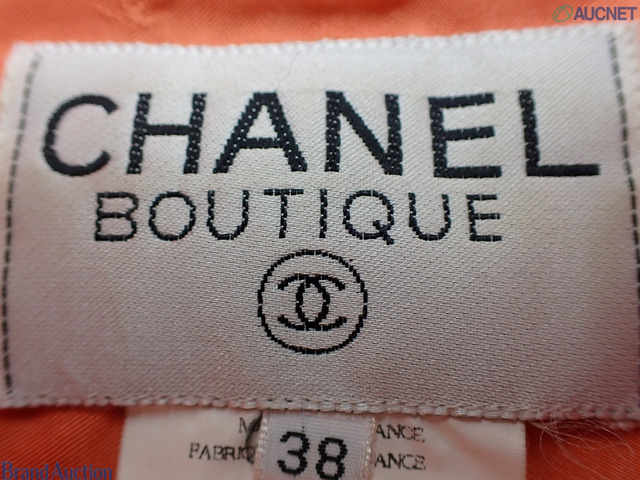 AUCNET
CHANEL
BOUTIQUE
38
Brand Auction